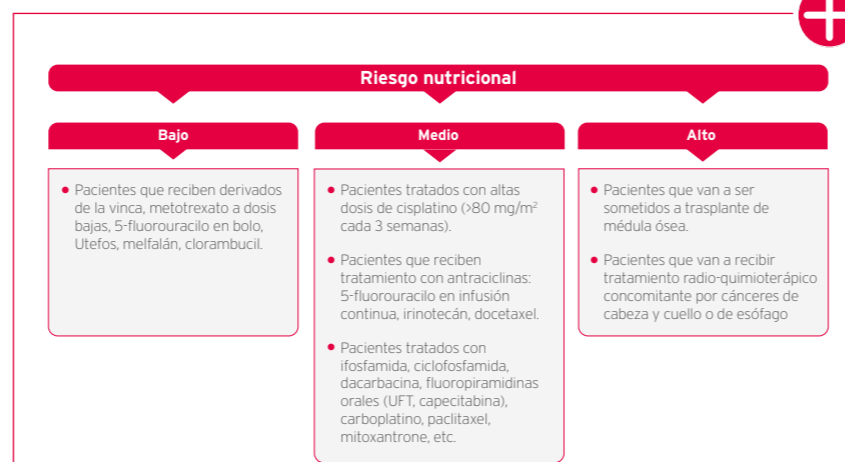 Riesgo nutricional
Bajo
• Pacientes que reciben derivados
de la vinca, metotrexato a dosis
bajas, 5-fluorouracilo en bolo,
Utefos, melfalán, clorambucil.
Medio
• Pacientes tratados con altas
dosis de cisplatino (>80 mg/m²
cada 3 semanas).
• Pacientes que reciben
tratamiento con antraciclinas:
5-fluorouracilo en infusión
continua, irinotecán, docetaxel.
• Pacientes tratados con
ifosfamida, ciclofosfamida,
dacarbacina, fluoropiramidinas
orales (UFT, capecitabina),
carboplatino, paclitaxel,
mitoxantrone, etc.
Alto
• Pacientes que van a ser
sometidos a trasplante de
médula ósea.
• Pacientes que van a recibir
tratamiento radio-quimioterápico
concomitante por cánceres de
cabeza y cuello o de esófago